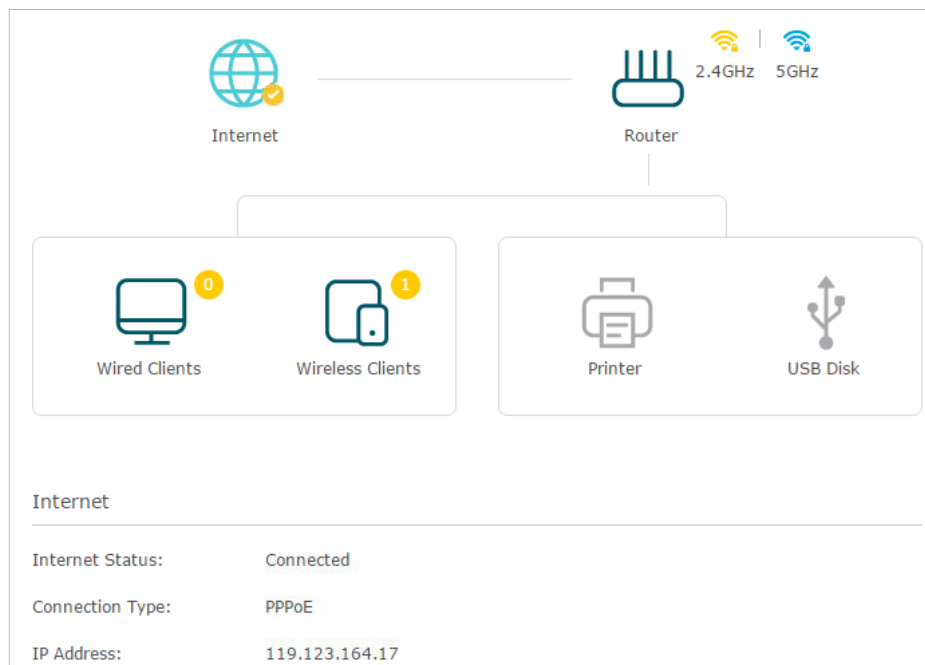 2.4GHz 5GHz
Internet Router
0 1
Wired Clients Wireless Clients Printer USB Disk
Internet
Internet Status: Connected
Connection Type: PPPoE
IP Address: 119.123.164.17